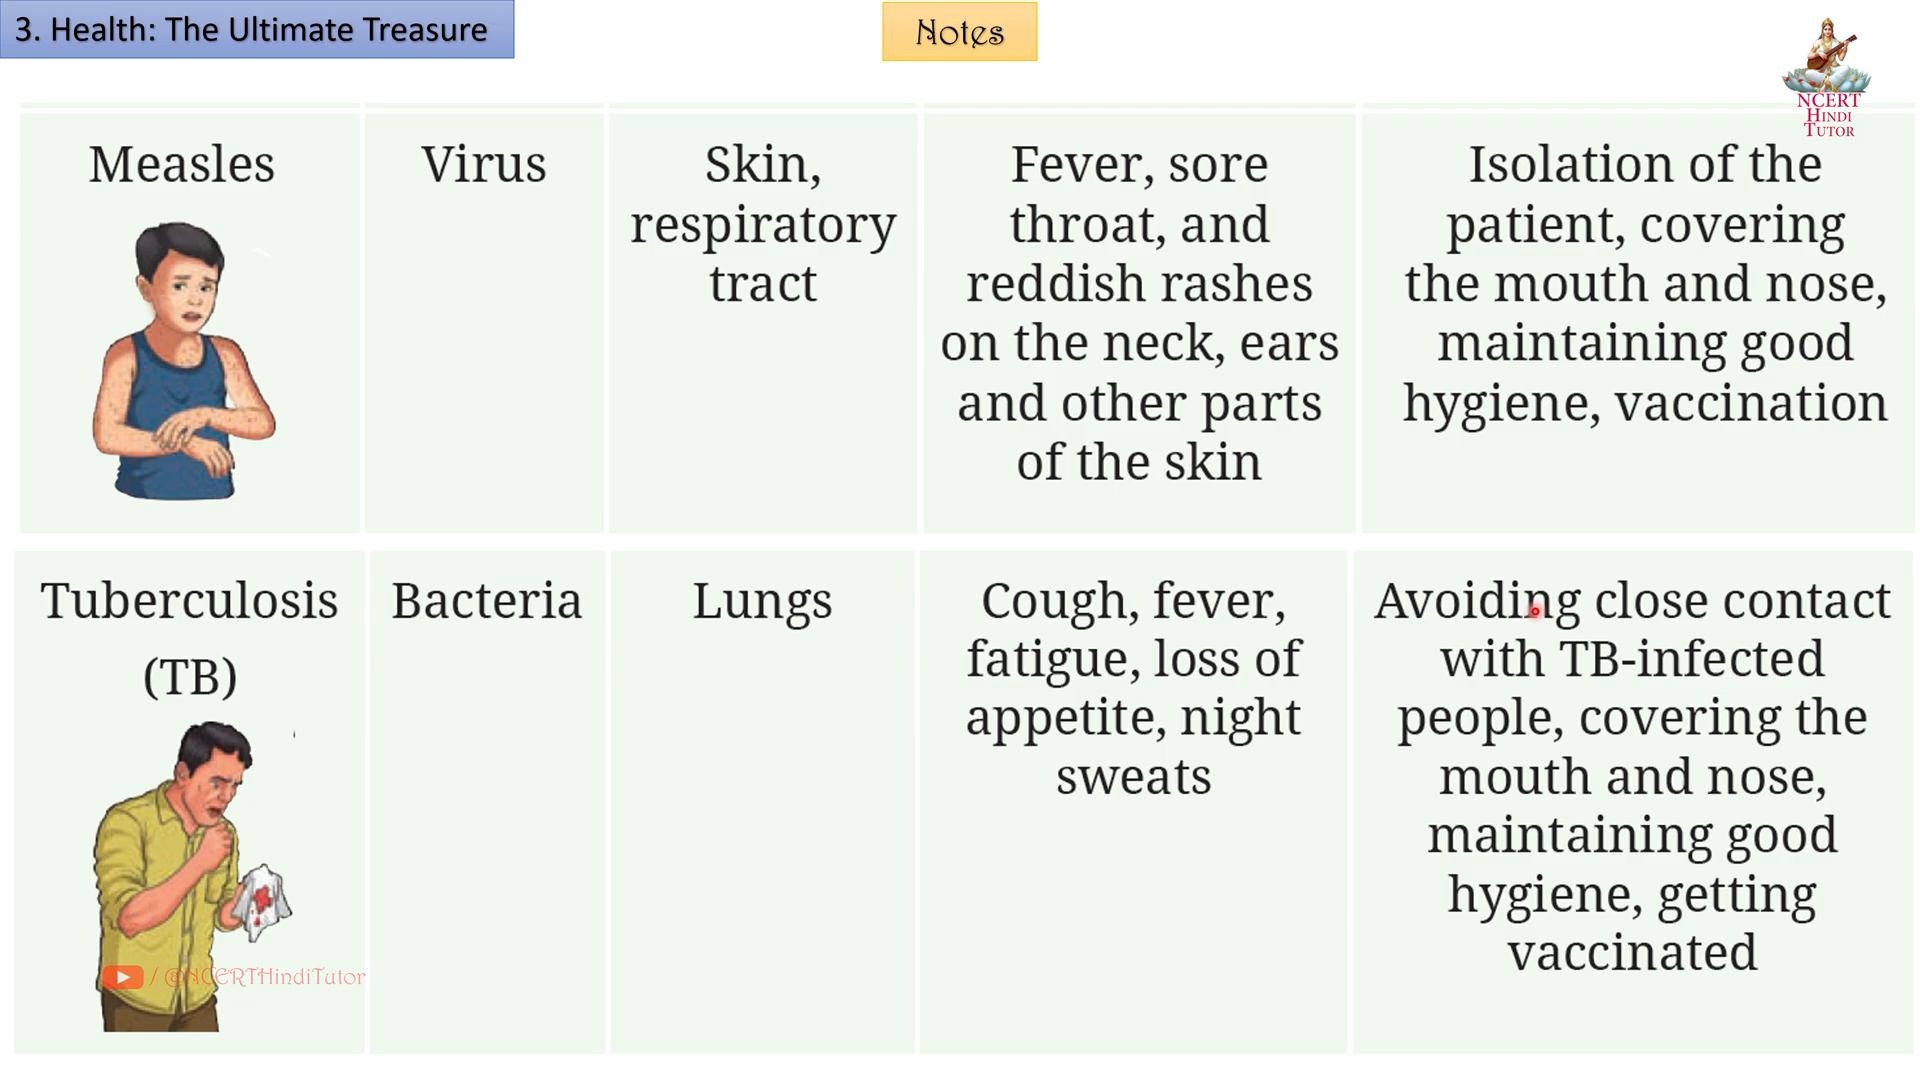 3. Health: The Ultimate Treasure
Notes
NCERT
HINDI
TUTOR
Measles
Virus
Skin,
respiratory
tract
Fever, sore
throat, and
reddish rashes
on the neck, ears
and other parts
of the skin
Isolation of the
patient, covering
the mouth and nose,
maintaining good
hygiene, vaccination
Tuberculosis
(TB)
Bacteria
Lungs
Cough, fever,
fatigue, loss of
appetite, night
sweats
Avoiding close contact
with TB-infected
people, covering the
mouth and nose,
maintaining good
hygiene, getting
vaccinated
/ @NCERTHindiTutor